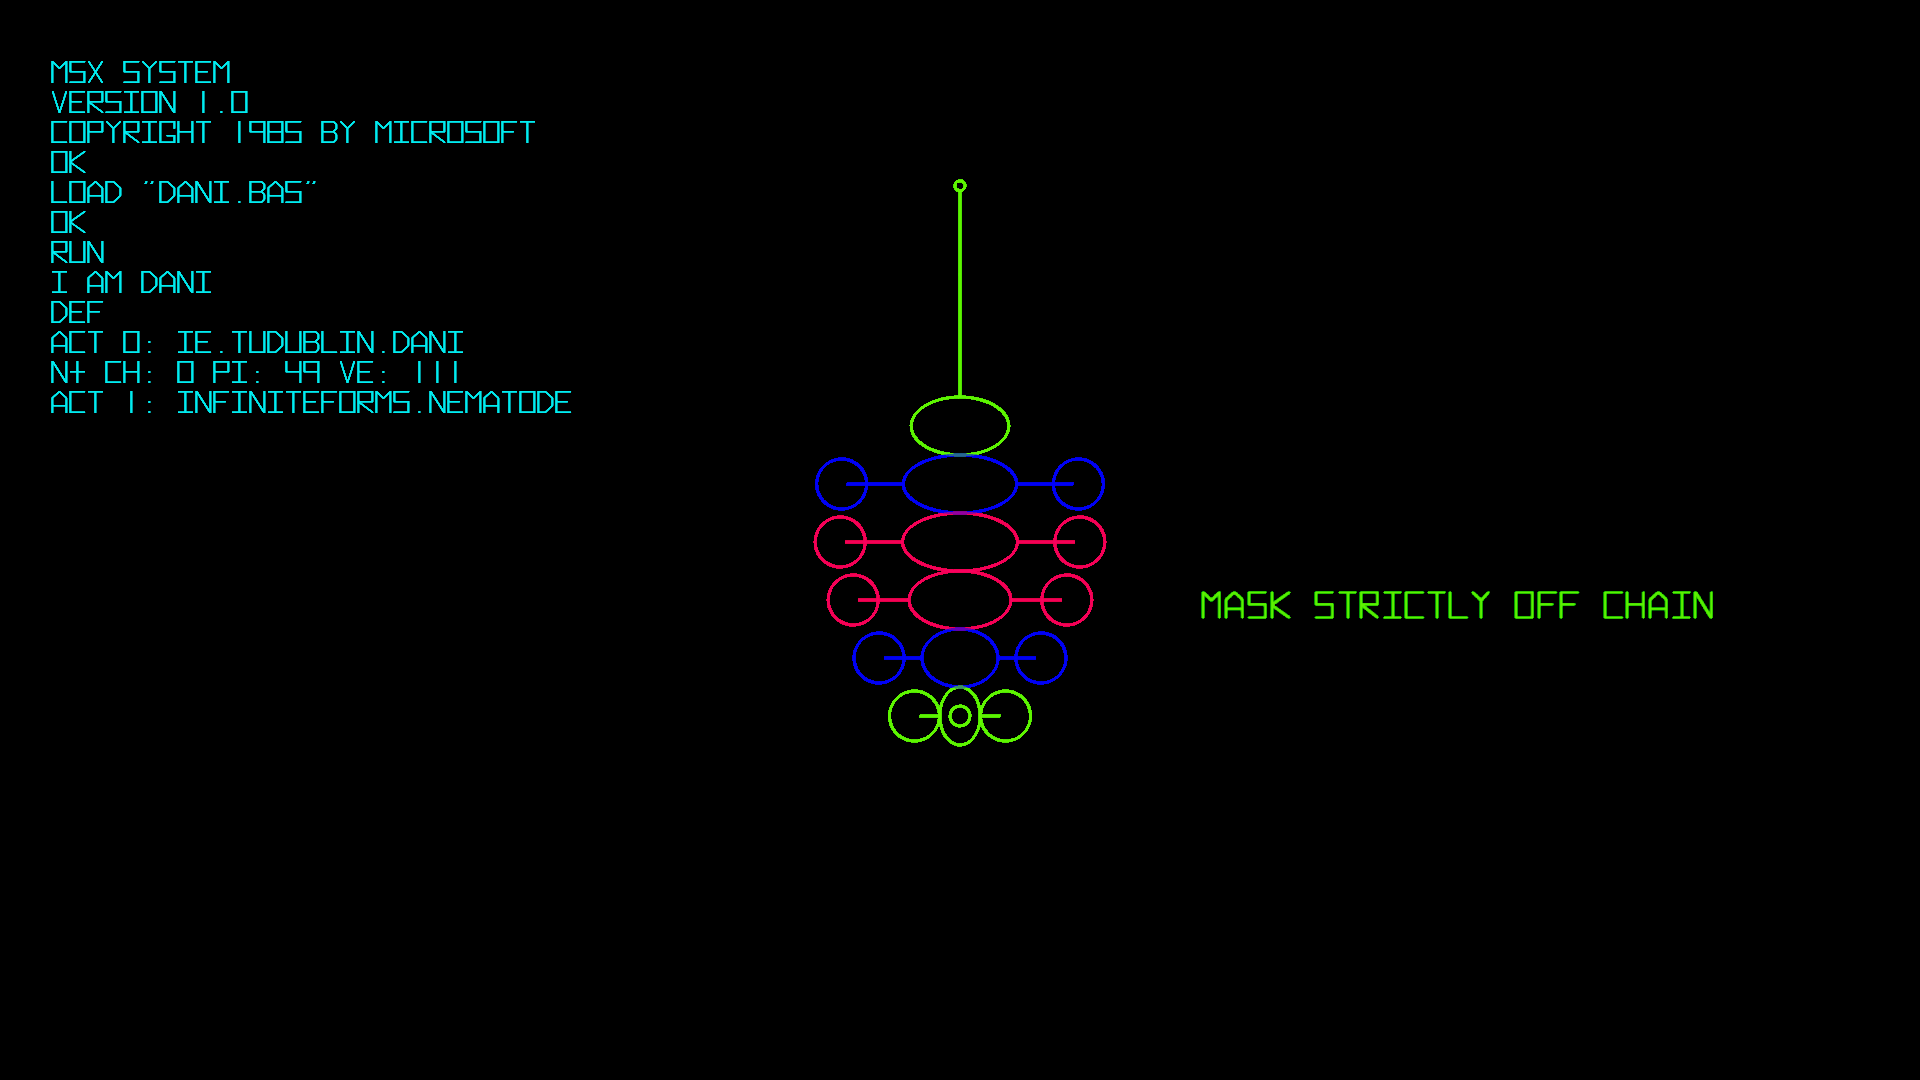 MSX SYSTEM
VERSION 1.0
COPYRIGHT 1985 BY MICROSOFT
OK
LOAD "DANI.BAS"
OK
RUN
I AM DANI
DEF
ACT 0: IE.TUDUBLIN.DANI
N+ CH: 0 PI: 49 VE: 111
ACT 1: INFINITEFORMS.NEMATODE
MASK STRICTLY OFF CHAIN